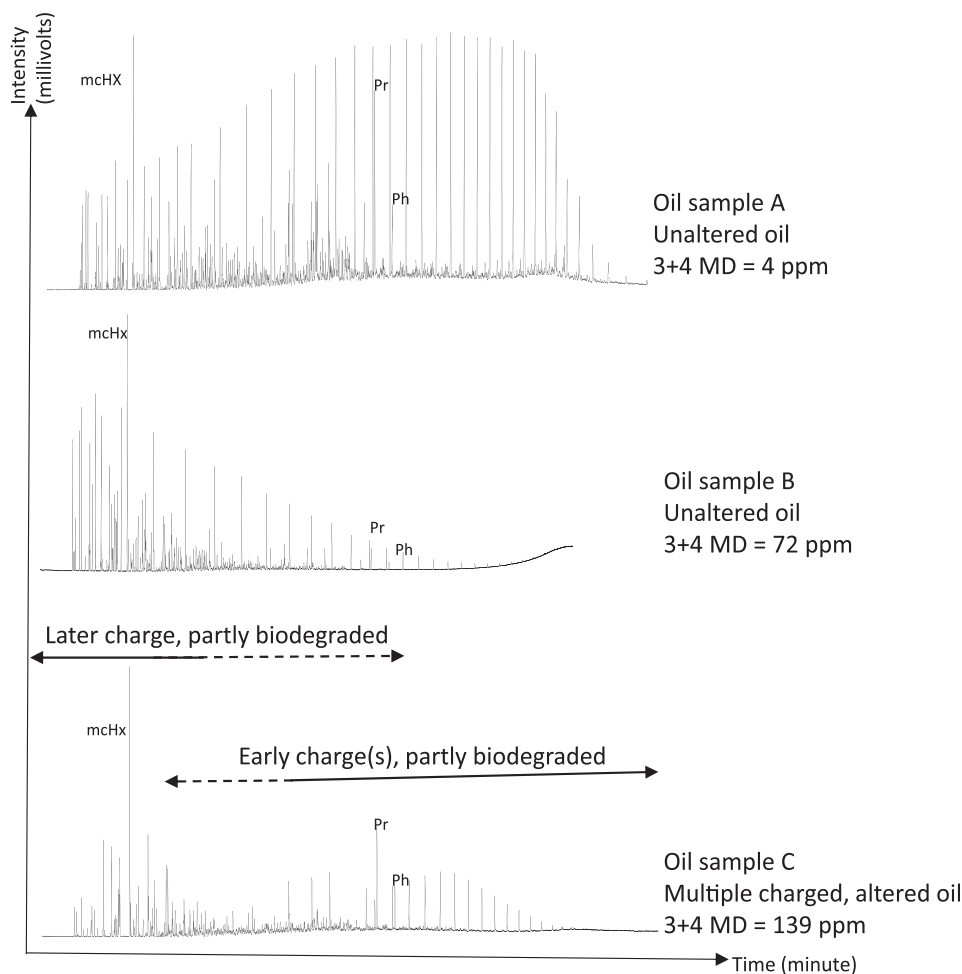 Intensity
(millivolts)
mcHX
Pr
Ph
Oil sample A
Unaltered oil
3+4 MD = 4 ppm
mcHx
Pr
Ph
Oil sample B
Unaltered oil
3+4 MD = 72 ppm
Later charge, partly biodegraded
mcHx
Early charge(s), partly biodegraded
Pr
Ph
Oil sample C
Multiple charged, altered oil
3+4 MD = 139 ppm
Time (minute)